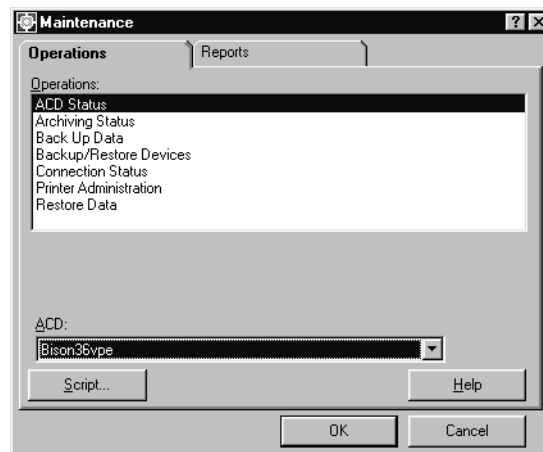 Maintenance
Operations
Reports
Operations:
ACD Status
Archiving Status
Back Up Data
Backup/Restore Devices
Connection Status
Printer Administration
Restore Data
ACD:
Bison36vpe
Script...
Help
OK
Cancel